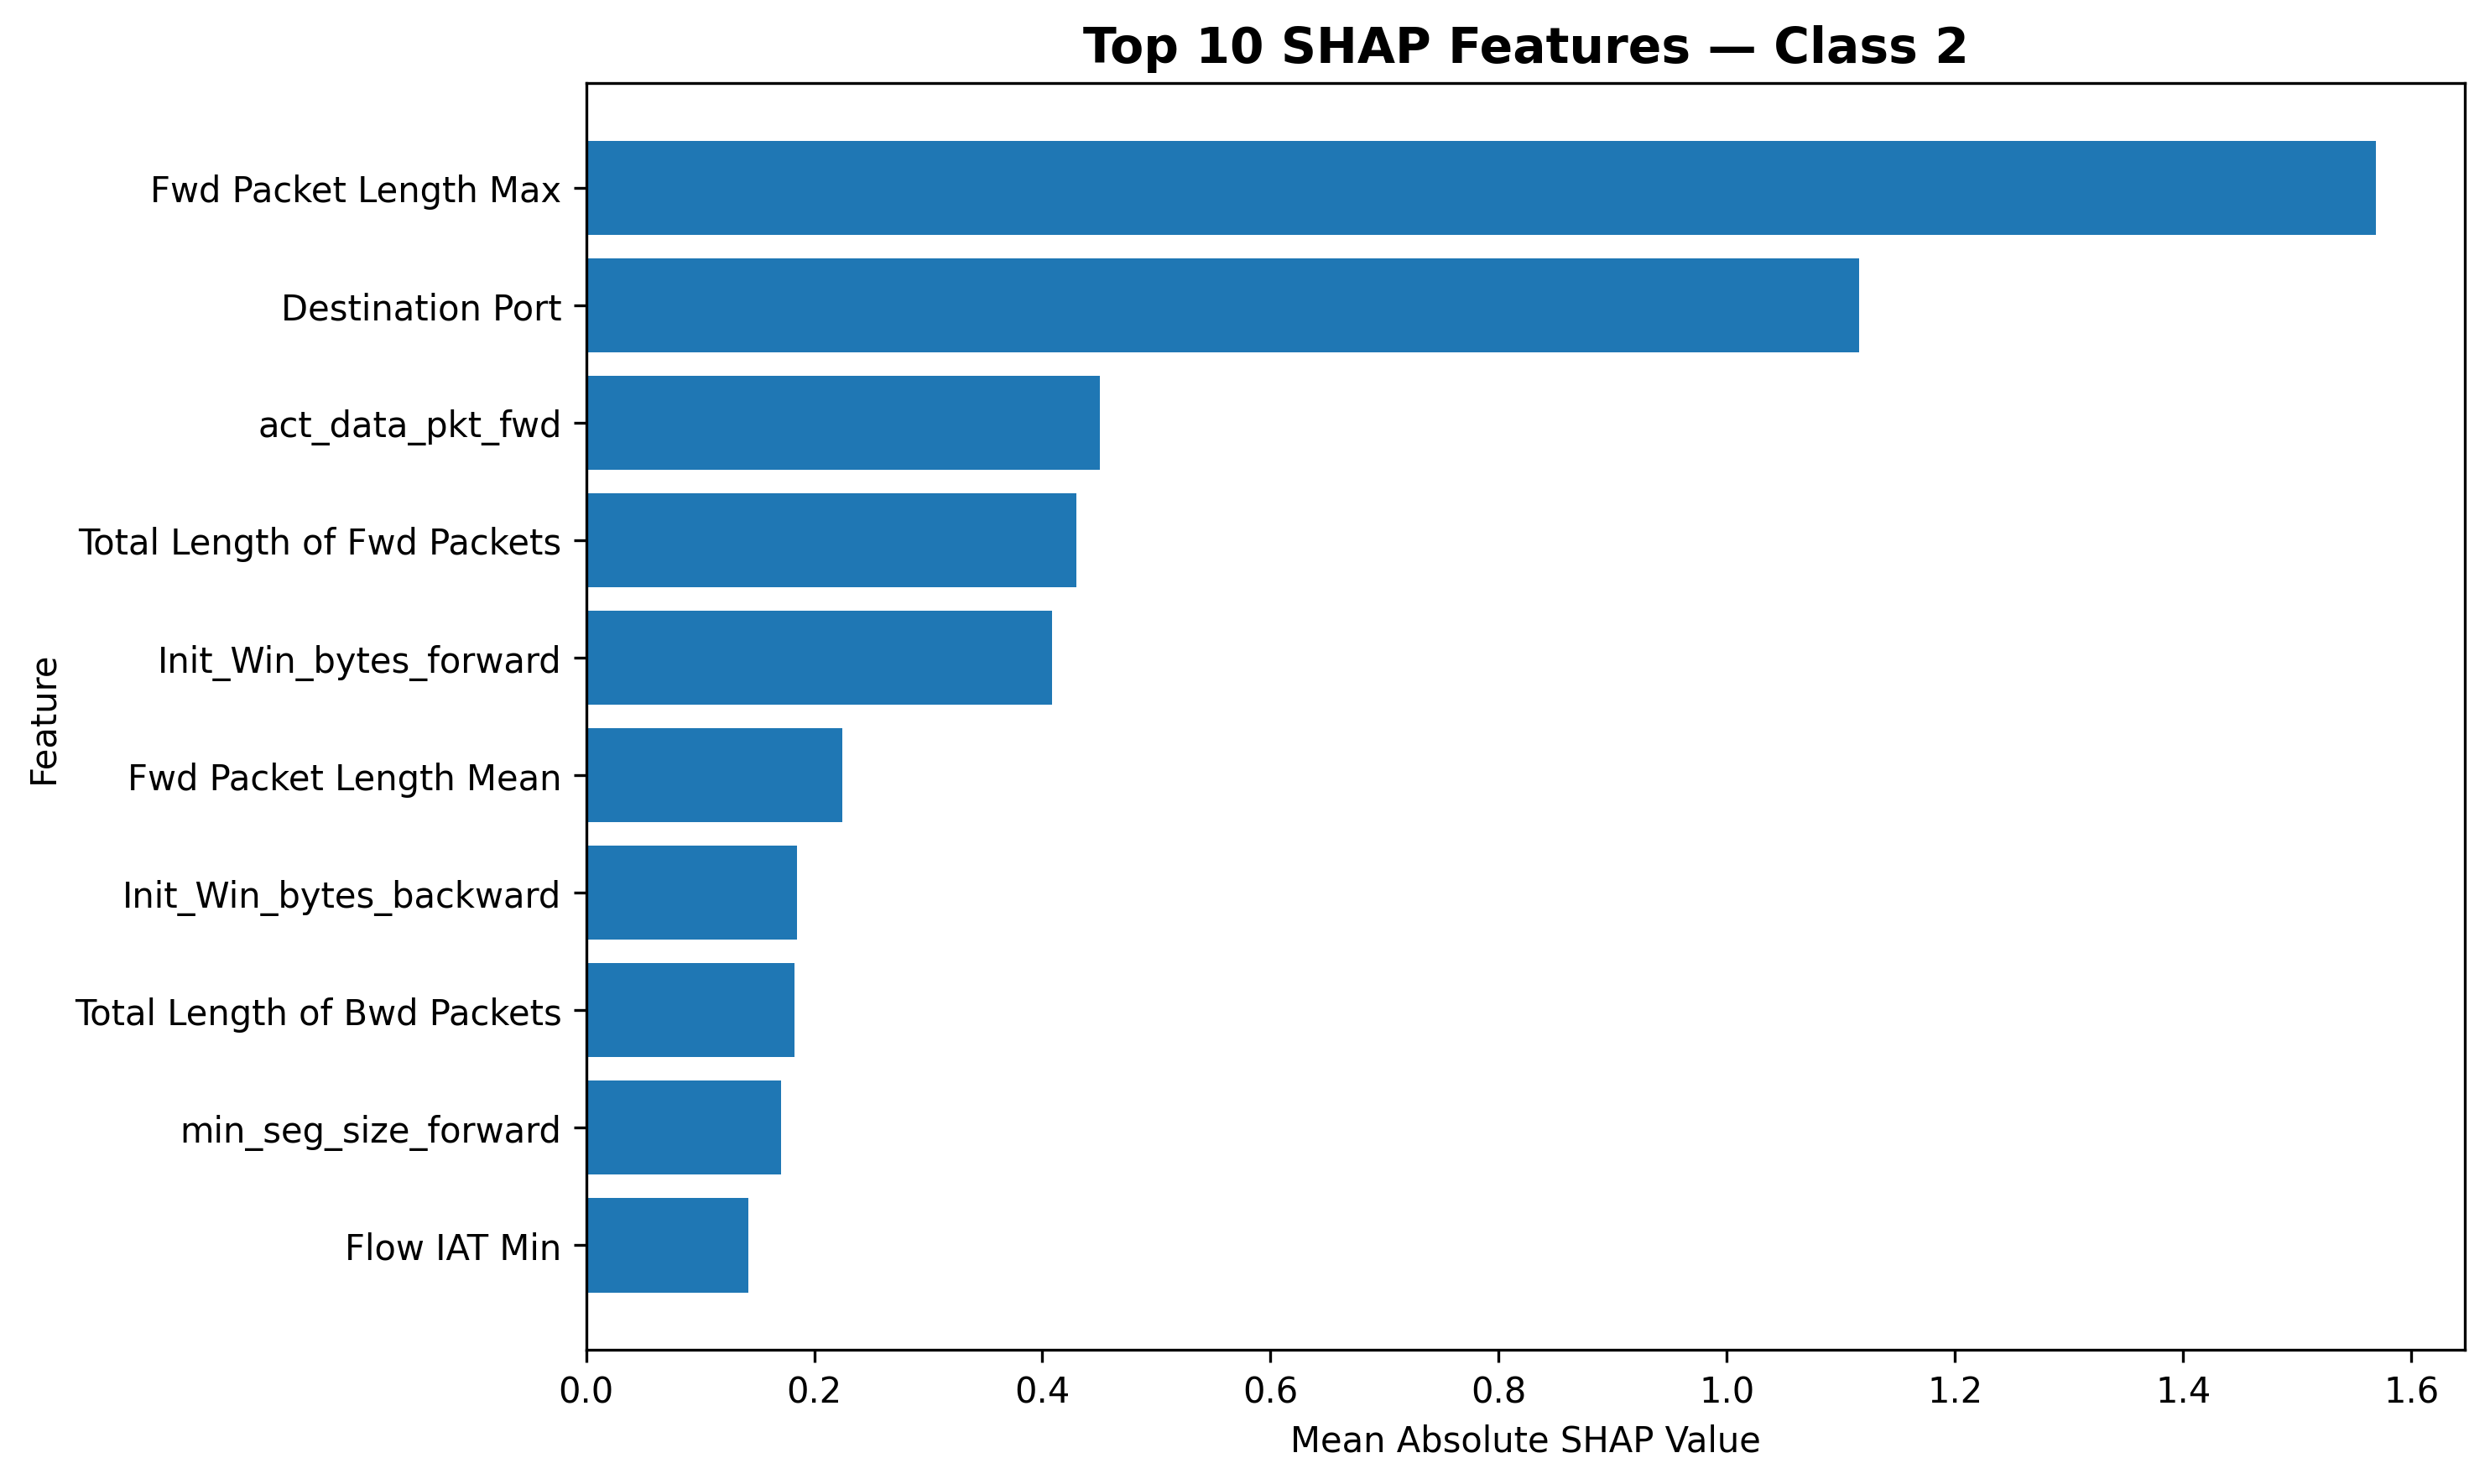 Top 10 SHAP Features — Class 2
Feature
Fwd Packet Length Max
Destination Port
act_data_pkt_fwd
Total Length of Fwd Packets
Init_Win_bytes_forward
Fwd Packet Length Mean
Init_Win_bytes_backward
Total Length of Bwd Packets
min_seg_size_forward
Flow IAT Min
0.0 0.2 0.4 0.6 0.8 1.0 1.2 1.4 1.6
Mean Absolute SHAP Value